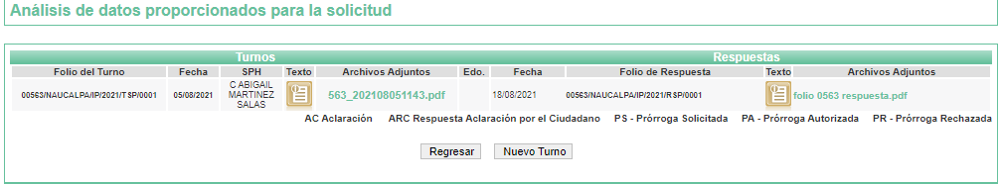 Análisis de datos proporcionados para la solicitud
Turnos Respuestas
Folio del Turno Fecha SPH Texto Archivos Adjuntos Edo. Fecha Folio de Respuesta Texto Archivos Adjuntos
00563/NAUCALPA/IP/2021/TSP/0001 05/08/2021 C ABIGAIL MARTINEZ SALAS 563_202108051143.pdf 18/08/2021 00563/NAUCALPA/IP/2021/RSP/0001 folio 0563 respuesta.pdf
AC Aclaración ARC Respuesta Aclaración por el Ciudadano PS - Prórroga Solicitada PA - Prórroga Autorizada PR - Prórroga Rechazada
Regresar Nuevo Turno